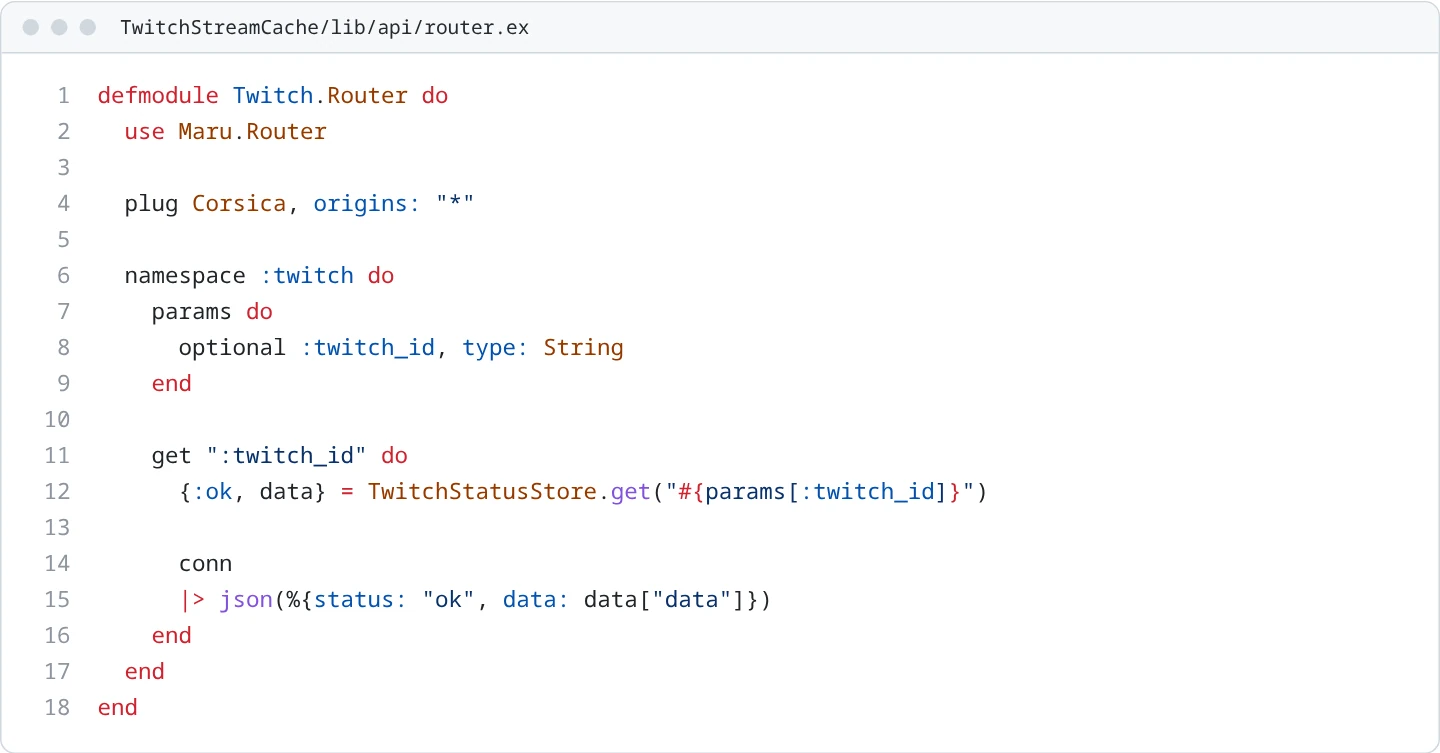 TwitchStreamCache/lib/api/router.ex
1 defmodule Twitch.Router do
2   use Maru.Router
3
4   plug Corsica, origins: "*"
5
6   namespace :twitch do
7     params do
8       optional :twitch_id, type: String
9     end
10
11     get ":twitch_id" do
12       {:ok, data} = TwitchStatusStore.get("#{params[:twitch_id]}")
13
14       conn
15       |> json(%{status: "ok", data: data["data"]})
16     end
17   end
18 end